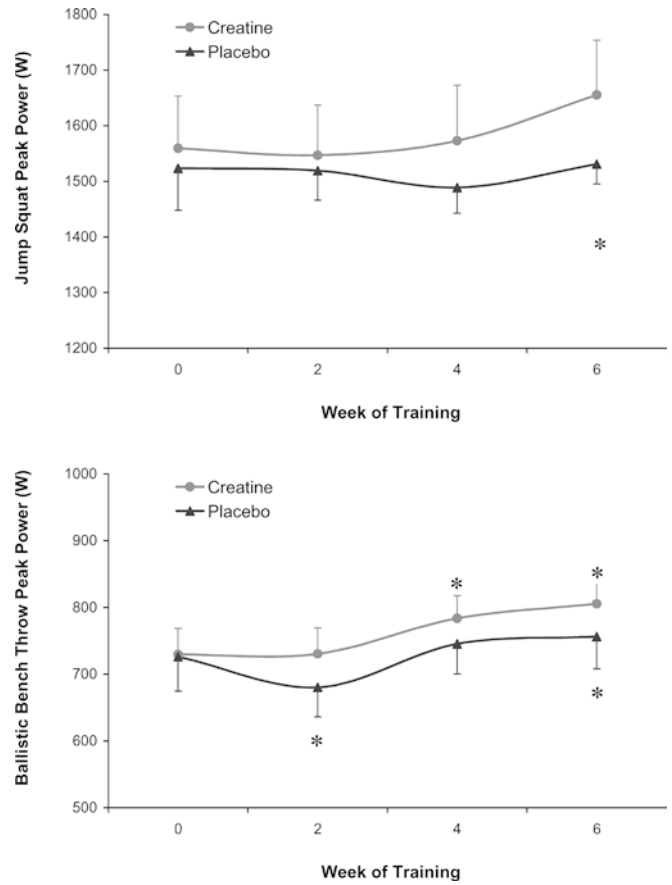 1800
Creatine
Placebo
1700
1600
1500
1400
*
1300
1200
0 2 4 6
Jump Squat Peak Power (W)
Week of Training
1000
Creatine
Placebo
900
* *
800
700
*
600
*
500
0 2 4 6
Ballistic Bench Throw Peak Power (W)
Week of Training